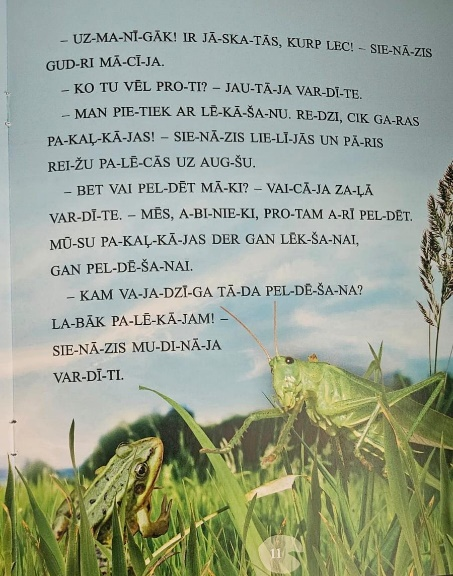 – UZ-MA-NĪ-GĀK! IR JĀ-SKA-TĀS, KURP LEC! – SIE-NĀ-ZIS
GUD-RI MĀ-CĪ-JA.
– KO TU VĒL PRO-TI? – JAU-TĀ-JA VAR-DĪ-TE.
– MAN PIE-TIEK AR LĒ-KĀ-ŠA-NU. RE-DZI, CIK GA-RAS
PA-KAĻ-KĀ-JAS! – SIE-NĀ-ZIS LIE-LĪ-JĀS UN PĀ-RIS
REI-ŽU PA-LĒ-CĀS UZ AUG-ŠU.
– BET VAI PEL-DĒT MĀ-KI? – VAI-CĀ-JA ZA-ĻĀ
VAR-DĪ-TE. – MĒS, A-BI-NIE-KI, PRO-TAM A-RĪ PEL-DĒT.
MŪ-SU PA-KAĻ-KĀ-JAS DER GAN LĒK-ŠA-NAI,
GAN PEL-DĒ-ŠA-NAI.
– KAM VA-JA-DZĪ-GA TĀ-DA PEL-DĒ-ŠA-NA?
LA-BĀK PA-LĒ-KĀ-JAM! –
SIE-NĀ-ZIS MU-DI-NĀ-JA
VAR-DĪ-TI.
11